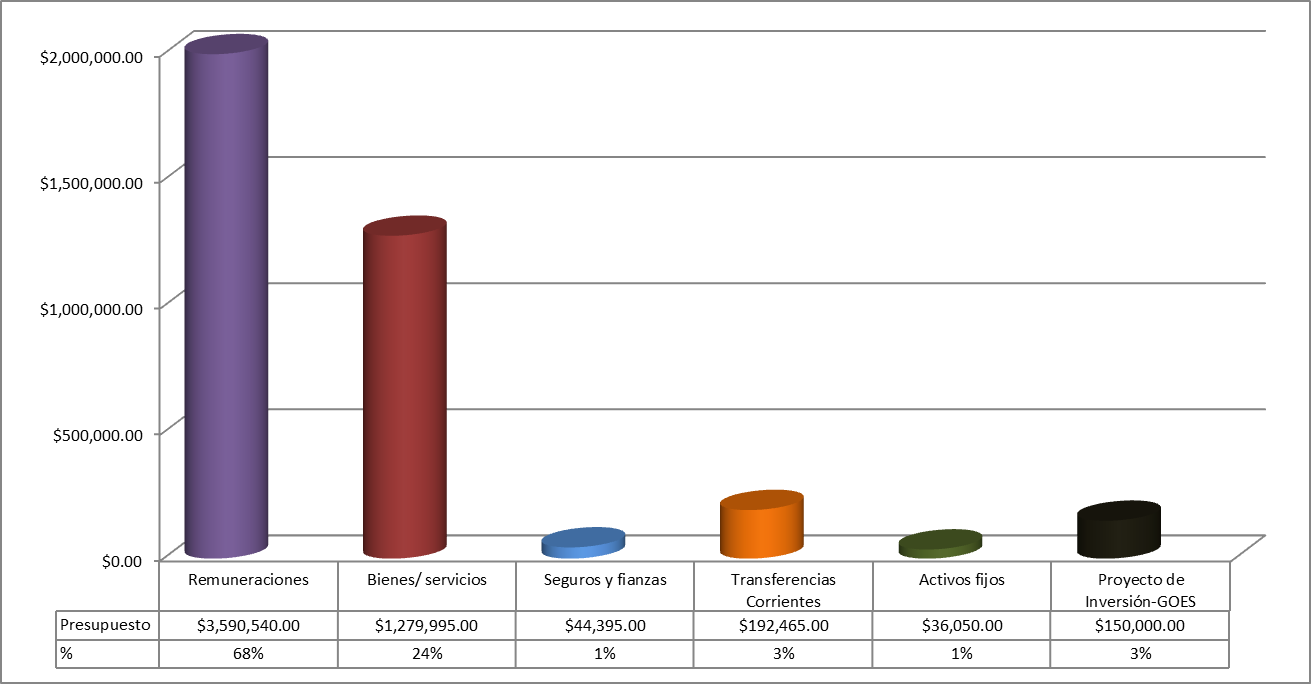 $2,000,000.00
$1,500,000.00
$1,000,000.00
$500,000.00
$0.00
Remuneraciones Bienes/ servicios Seguros y fianzas Transferencias Corrientes Activos fijos Proyecto de Inversión-GOES
Presupuesto $3,590,540.00 $1,279,995.00 $44,395.00 $192,465.00 $36,050.00 $150,000.00
% 68% 24% 1% 3% 1% 3%